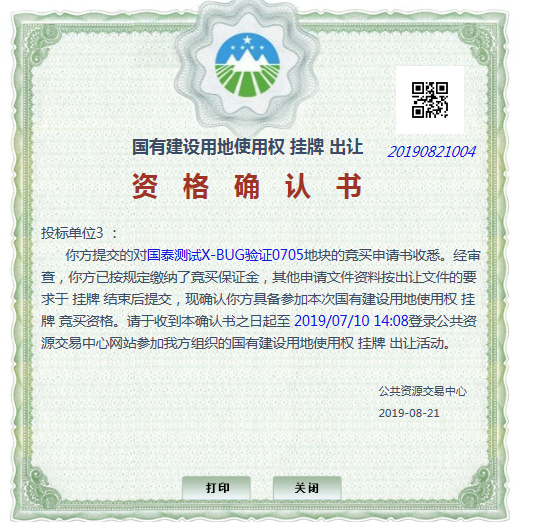 国有建设用地使用权 挂牌 出让
20190821004
资格确认书
投标单位3 ：
你方提交的对国泰测试X-BUG验证0705地块的竞买申请书收悉。经审
查，你方已按规定缴纳了竞买保证金，其他申请文件资料按出让文件的要
求于 挂牌 结束后提交，现确认你方具备参加本次国有建设用地使用权 挂
牌 竞买资格。请于收到本确认书之日起至 2019/07/10 14:08登录公共资
源交易中心网站参加我方组织的国有建设用地使用权 挂牌 出让活动。
公共资源交易中心
2019-08-21
打印
关闭